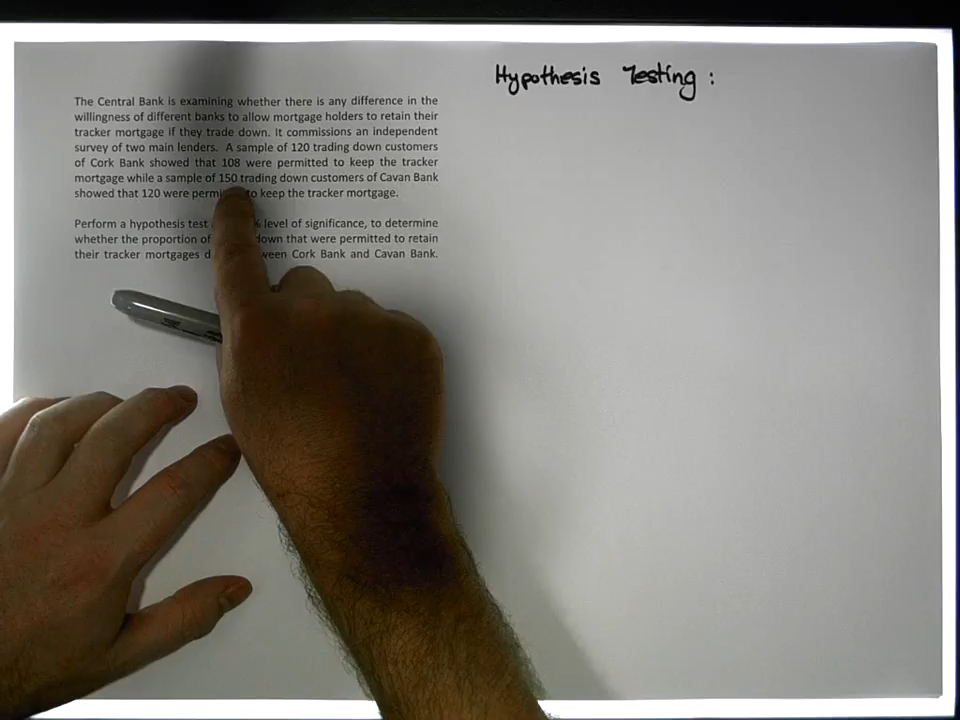 Hypothesis Testing :
The Central Bank is examining whether there is any difference in the
willingness of different banks to allow mortgage holders to retain their
tracker mortgage if they trade down. It commissions an independent
survey of two main lenders. A sample of 120 trading down customers
of Cork Bank showed that 108 were permitted to keep the tracker
mortgage while a sample of 150 trading down customers of Cavan Bank
showed that 120 were to keep the tracker mortgage.
Perform a hypothesis test level of significance, to determine
whether the proportion of down that were permitted to retain
their tracker mortgages Cork Bank and Cavan Bank.